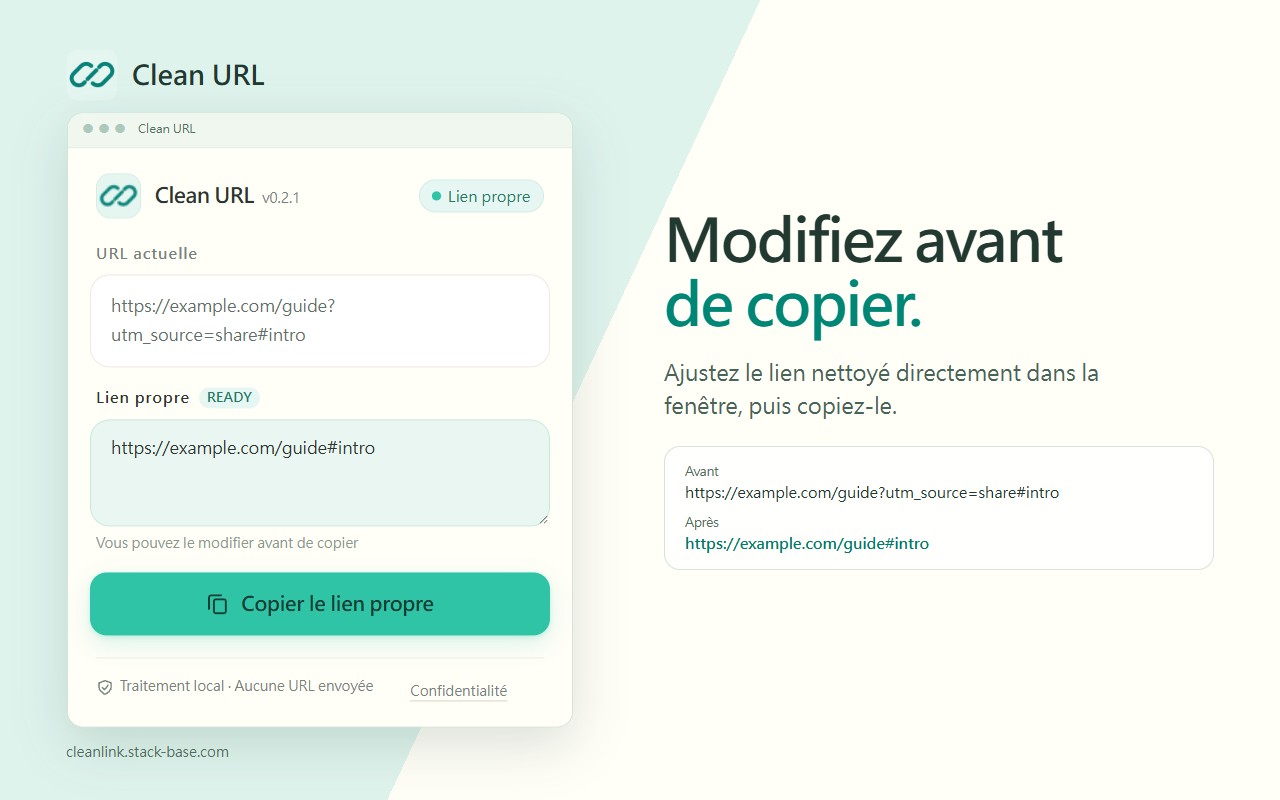 Clean URL
Clean URL
Clean URL v0.2.1
Lien propre
URL actuelle
https://example.com/guide?
utm_source=share#intro
Lien propre READY
https://example.com/guide#intro
Vous pouvez le modifier avant de copier
Copier le lien propre
Traitement local · Aucune URL envoyée
Confidentialité
cleanlink.stack-base.com
Modifiez avant
de copier.
Ajustez le lien nettoyé directement dans la
fenêtre, puis copiez-le.
Avant
https://example.com/guide?utm_source=share#intro
Après
https://example.com/guide#intro